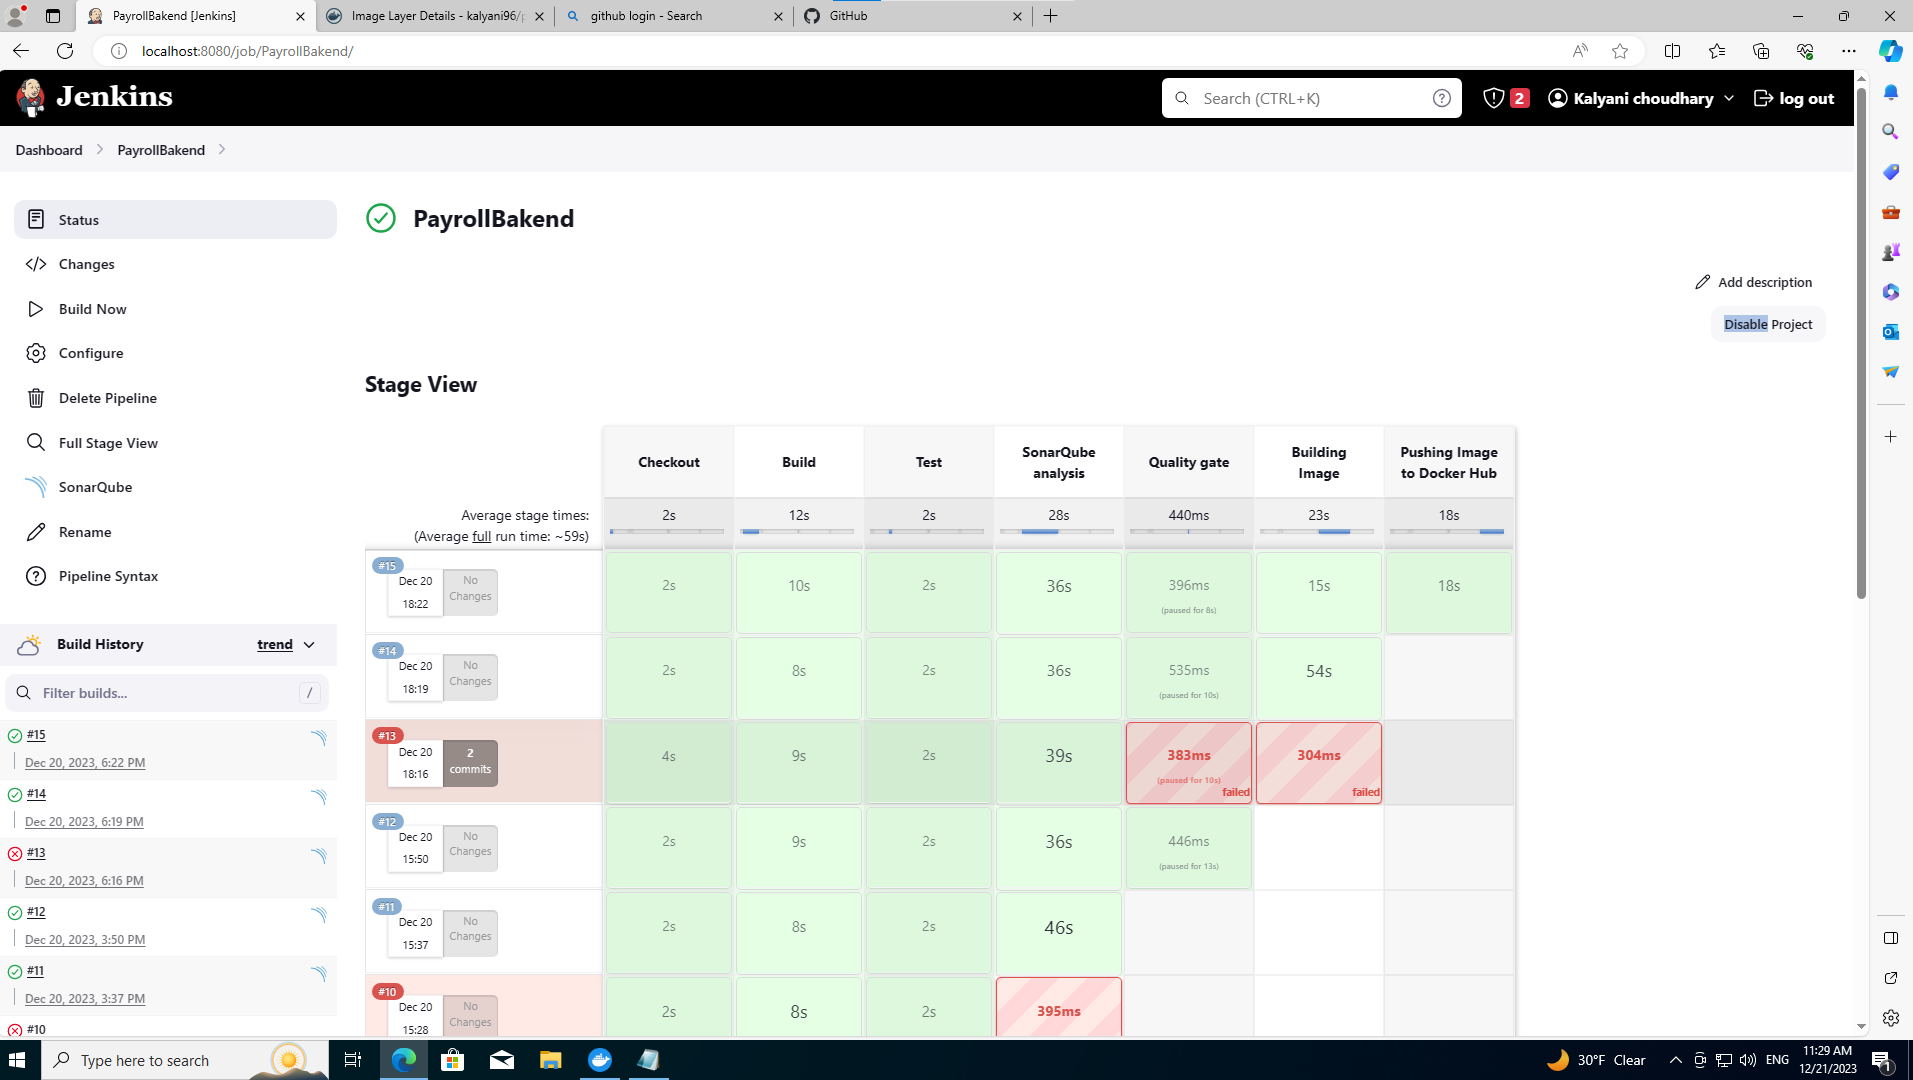 PayrollBakend [Jenkins]
Image Layer Details - kalyani96/p
github login - Search
GitHub
localhost:8080/job/PayrollBakend/
Jenkins
Search (CTRL+K)
2
Kalyani choudhary
log out
Dashboard
PayrollBakend
Status
Changes
Build Now
Configure
Delete Pipeline
Full Stage View
SonarQube
Rename
Pipeline Syntax
Build History
trend
Filter builds...
/
#15
Dec 20, 2023, 6:22 PM
#14
Dec 20, 2023, 6:19 PM
#13
Dec 20, 2023, 6:16 PM
#12
Dec 20, 2023, 3:50 PM
#11
Dec 20, 2023, 3:37 PM
#10
PayrollBakend
Add description
Disable Project
Stage View
Checkout
Build
Test
SonarQube
analysis
Quality gate
Building
Image
Pushing Image
to Docker Hub
Average stage times:
(Average full run time: ~59s)
2s
12s
2s
28s
440ms
23s
18s
#15
Dec 20
18:22
No
Changes
2s
10s
2s
36s
396ms
(paused for 8s)
15s
18s
#14
Dec 20
18:19
No
Changes
2s
8s
2s
36s
535ms
(paused for 10s)
54s
#13
Dec 20
18:16
2
commits
4s
9s
2s
39s
383ms
(paused for 10s)
failed
304ms
failed
#12
Dec 20
15:50
No
Changes
2s
9s
2s
36s
446ms
(paused for 13s)
#11
Dec 20
15:37
No
Changes
2s
8s
2s
46s
#10
Dec 20
15:28
No
Changes
2s
8s
2s
395ms
Type here to search
30°F Clear
ENG
11:29 AM
12/21/2023
1